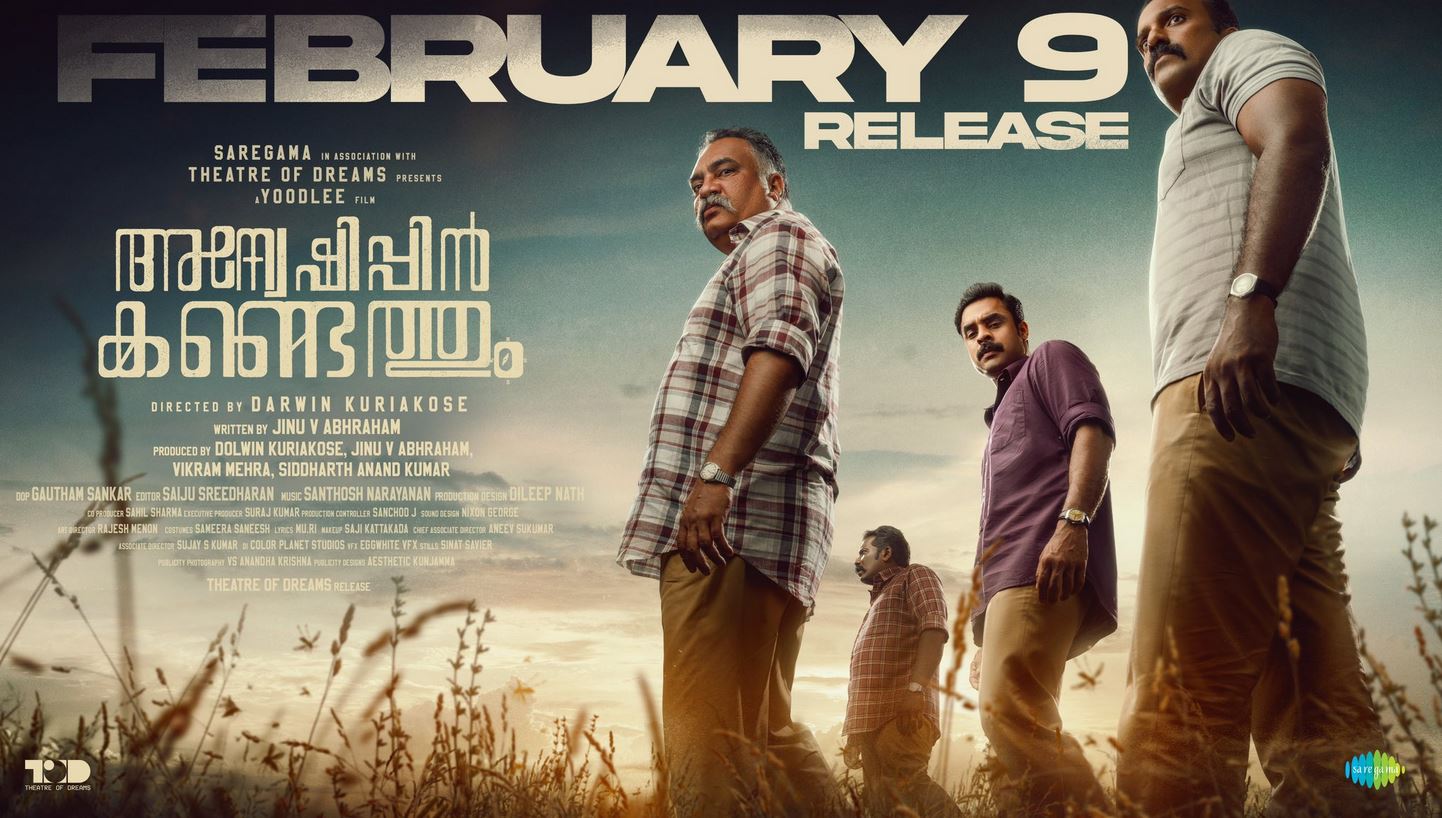 FEBRUARY 9
RELEASE
SAREGAMA IN ASSOCIATION WITH
THEATRE OF DREAMS PRESENTS
A YOODLEE FILM
അന്വേഷിപ്പിൻ
കണ്ടെത്തും
DIRECTED BY DARWIN KURIAKOSE
WRITTEN BY JINU V ABHRAHAM
PRODUCED BY DOLWIN KURIAKOSE, JINU V ABHRAHAM,
VIKRAM MEHRA, SIDDHARTH ANAND KUMAR
DOP GAUTHAM SANKAR EDITOR SAIJU SREEDHARAN MUSIC SANTHOSH NARAYANAN PRODUCTION DESIGN DILEEP NATH
CO PRODUCER SAHIL SHARMA EXECUTIVE PRODUCER SURAJ KUMAR PRODUCTION CONTROLLER SANCHOO J SOUND DESIGN NIXON GEORGE
ART DIRECTOR RAJESH MENON COSTUMES SAMEERA SANEESH LYRICS MU.RI MAKEUP SAJI KATTAKADA CHIEF ASSOCIATE DIRECTOR ANEEV SUKUMAR
ASSOCIATE DIRECTOR SUJAY S KUMAR DI COLOR PLANET STUDIOS VFX EGGWHITE VFX STILLS SINAT SAVIER
PUBLICITY PHOTOGRAPHY VS ANANDHA KRISHNA PUBLICITY DESIGNS AESTHETIC KUNJAMMA
THEATRE OF DREAMS RELEASE
TOD
THEATRE OF DREAMS
saregama